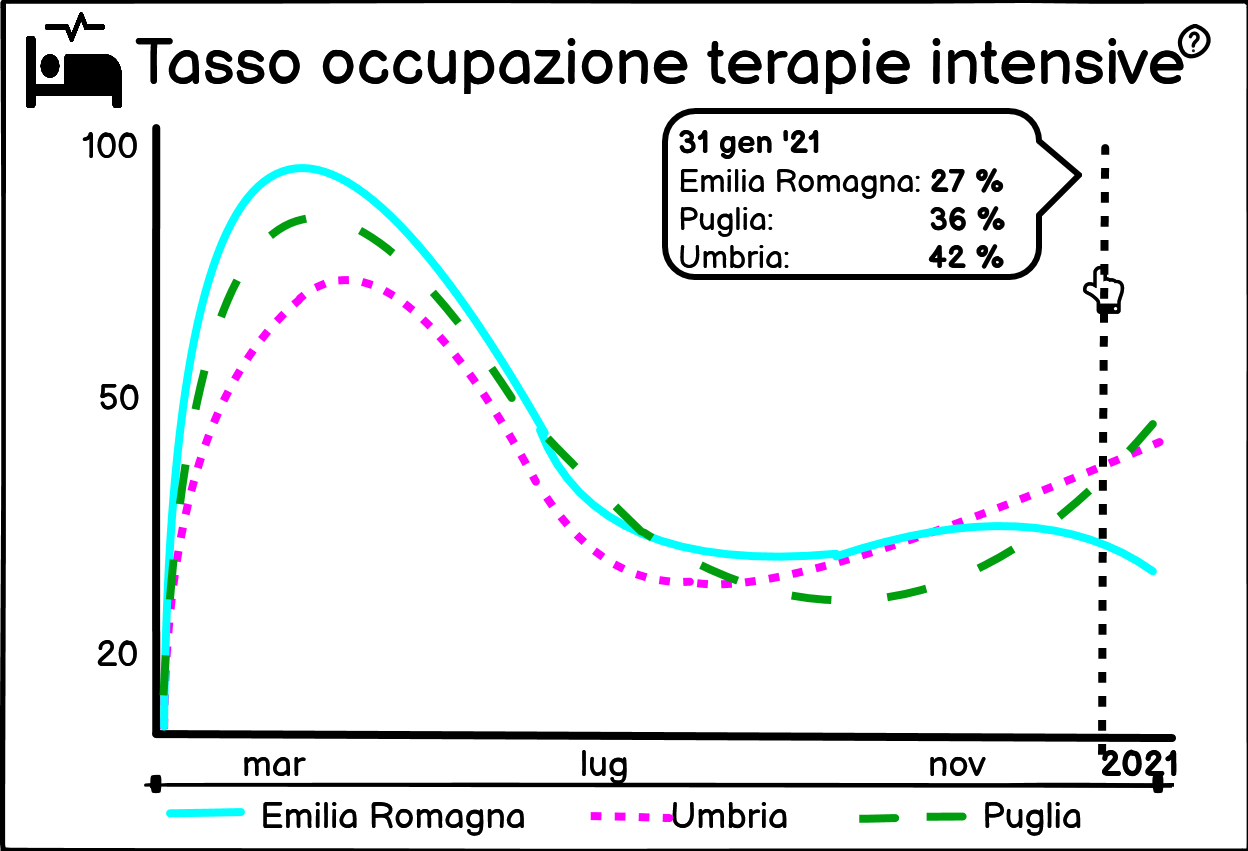 Tasso occupazione terapie intensive ?
100
31 gen '21
Emilia Romagna: 27 %
Puglia: 36 %
Umbria: 42 %
50
20
mar lug nov 2021
Emilia Romagna Umbria Puglia